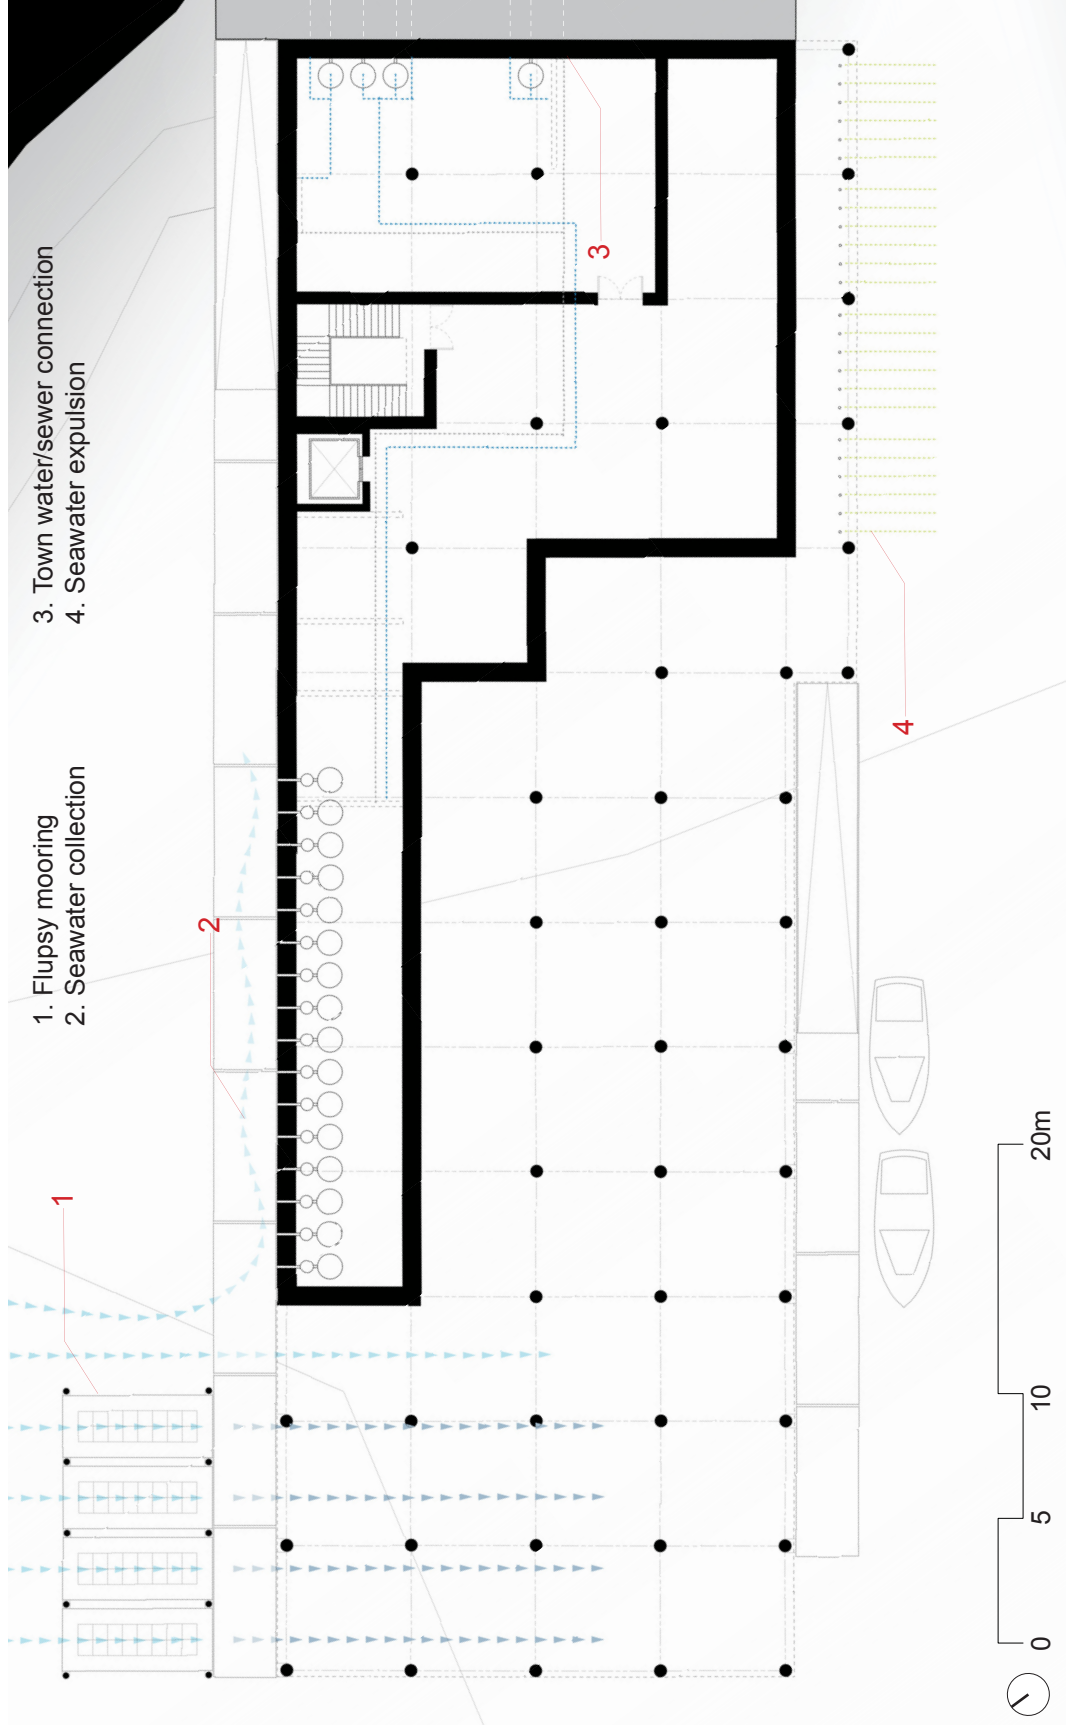 1. Flupsy mooring
2. Seawater collection
3. Town water/sewer connection
4. Seawater expulsion
1
2
3
4
0
5
10
20m